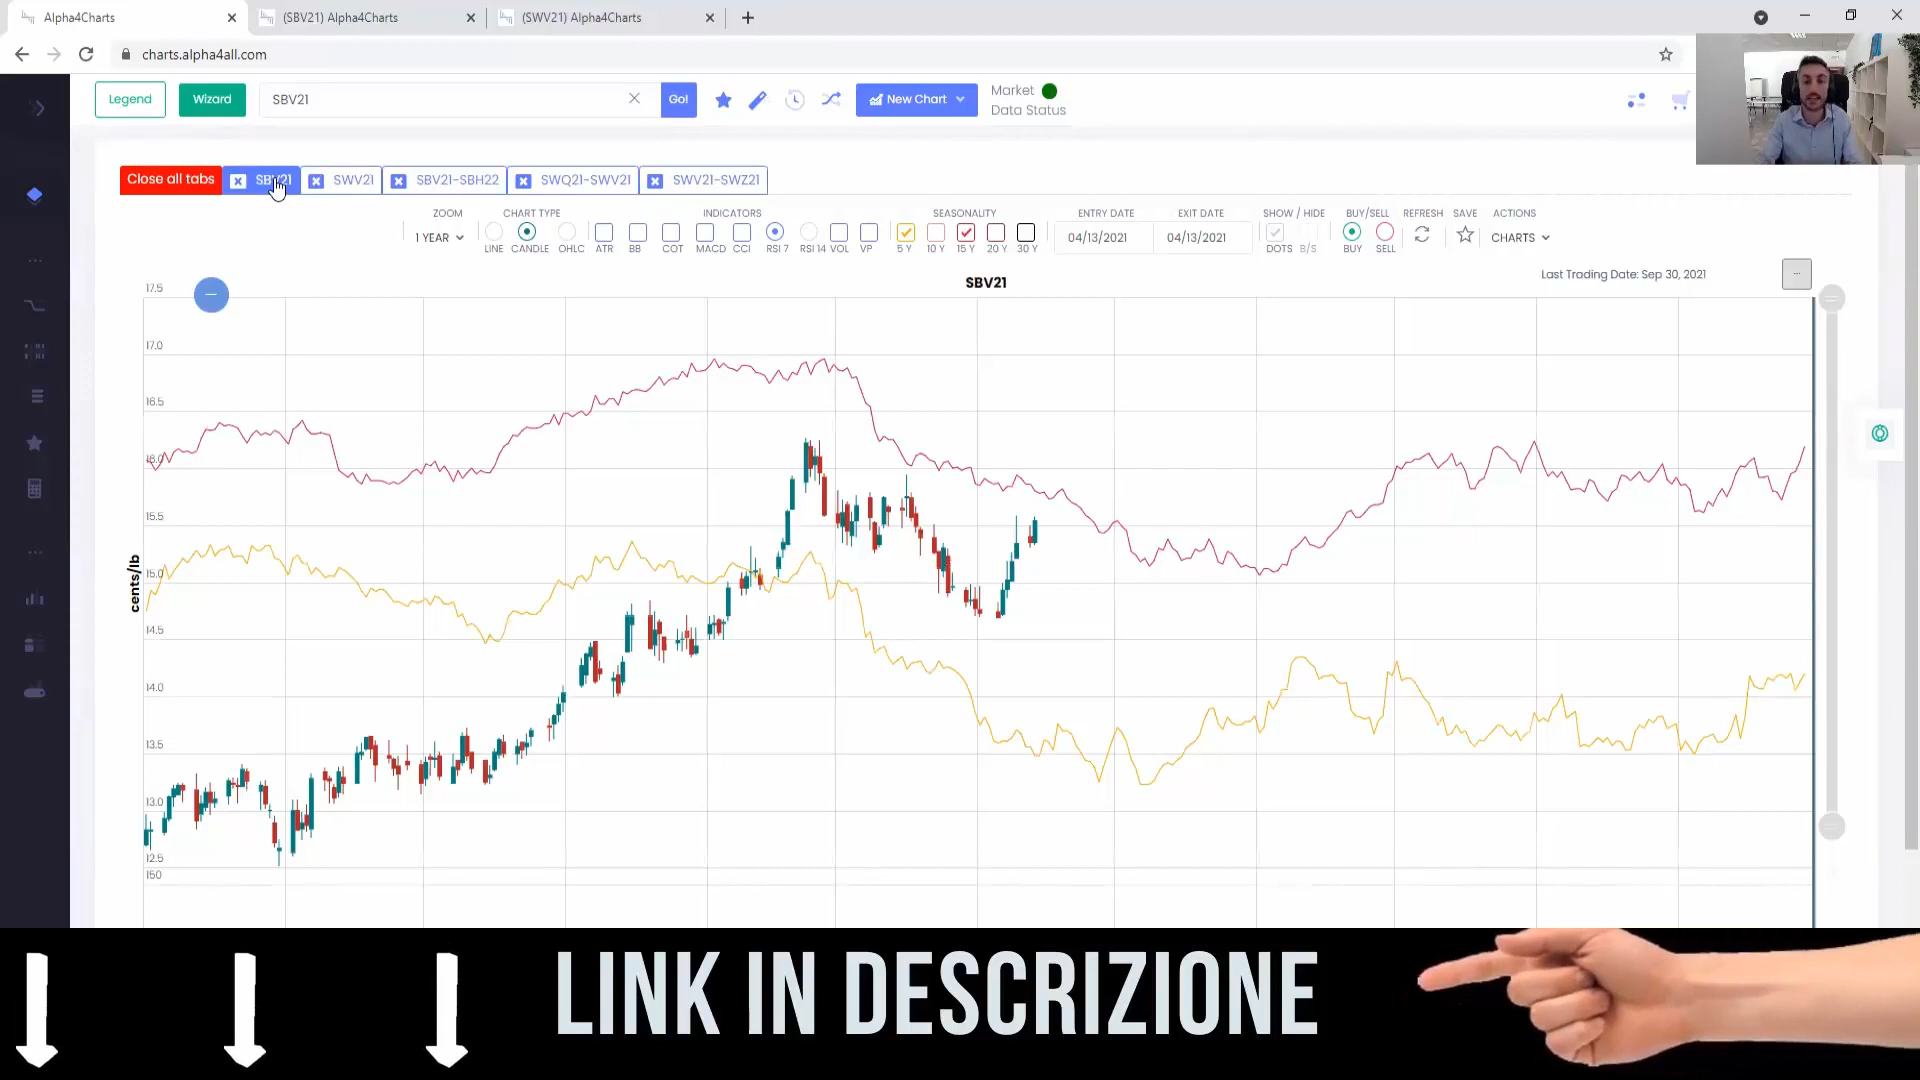 Alpha4Charts
(SBV21) Alpha4Charts
(SWV21) Alpha4Charts
charts.alpha4all.com
Legend
Wizard
SBV21
Go!
New Chart
Market
Data Status
Close all tabs
SBV21
SWV21
SBV21-SBH22
SWQ21-SWV21
SWV21-SWZ21
ZOOM
CHART TYPE
INDICATORS
SEASONALITY
ENTRY DATE
EXIT DATE
SHOW / HIDE
BUY/SELL
REFRESH
SAVE
ACTIONS
1 YEAR
LINE
CANDLE
OHLC
ATR
BB
COT
MACD
CCI
RSI 7
RSI 14
VOL
VP
5 Y
10 Y
15 Y
20 Y
30 Y
04/13/2021
04/13/2021
DOTS
B/S
BUY
SELL
CHARTS
SBV21
Last Trading Date: Sep 30, 2021
...
17.5
17.0
16.5
16.0
15.5
15.0
14.5
14.0
13.5
13.0
12.5
150
cents/lb
LINK IN DESCRIZIONE